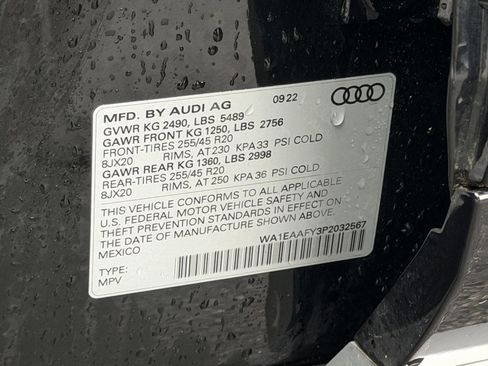 MFD. BY AUDI AG 09.22
GVWR KG 2490, LBS 5489
GAWR FRONT KG 1250, LBS 2756
FRONT-TIRES 255/45 R20
8JX20 RIMS, AT 230 KPA 33 PSI COLD
GAWR REAR KG 1360, LBS 2998
REAR-TIRES 255/45 R20
8JX20 RIMS, AT 250 KPA 36 PSI COLD
THIS VEHICLE CONFORMS TO ALL APPLICABLE
U.S. FEDERAL MOTOR VEHICLE SAFETY AND
THEFT PREVENTION STANDARDS IN EFFECT ON
THE DATE OF MANUFACTURE SHOWN ABOVE.
MEXICO
WA1EAAFY3P2032567
TYPE:
MPV